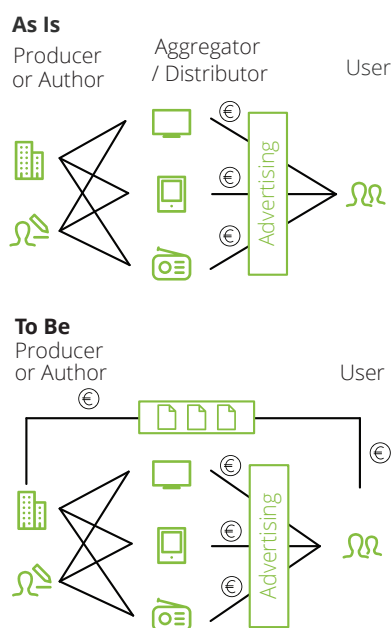 As Is
Producer
or Author
Aggregator
/ Distributor
User
€
€
€
Advertising
To Be
Producer
or Author
User
€
€
€
€
€
Advertising